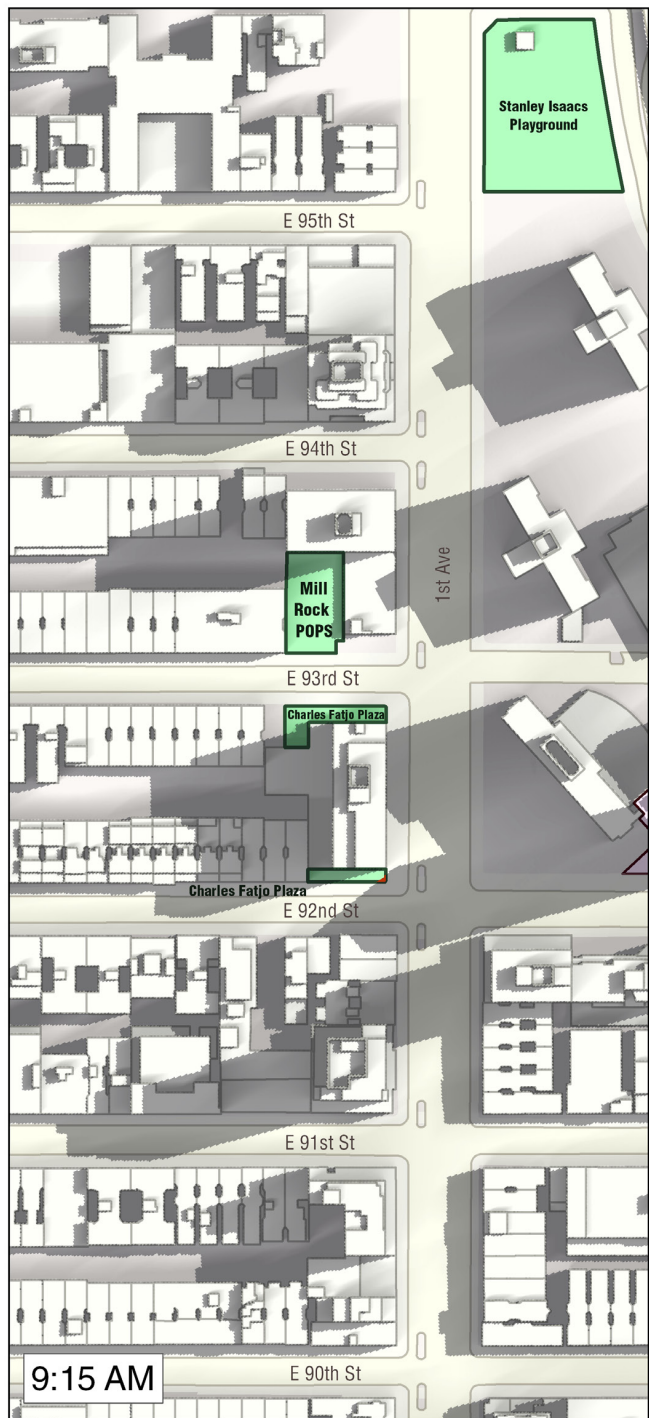 Stanley Isaacs
Playground
E 95th St
E 94th St
1st Ave
Mill
Rock
POPS
E 93rd St
Charles Fatjo Plaza
Charles Fatjo Plaza
E 92nd St
E 91st St
E 90th St
9:15 AM